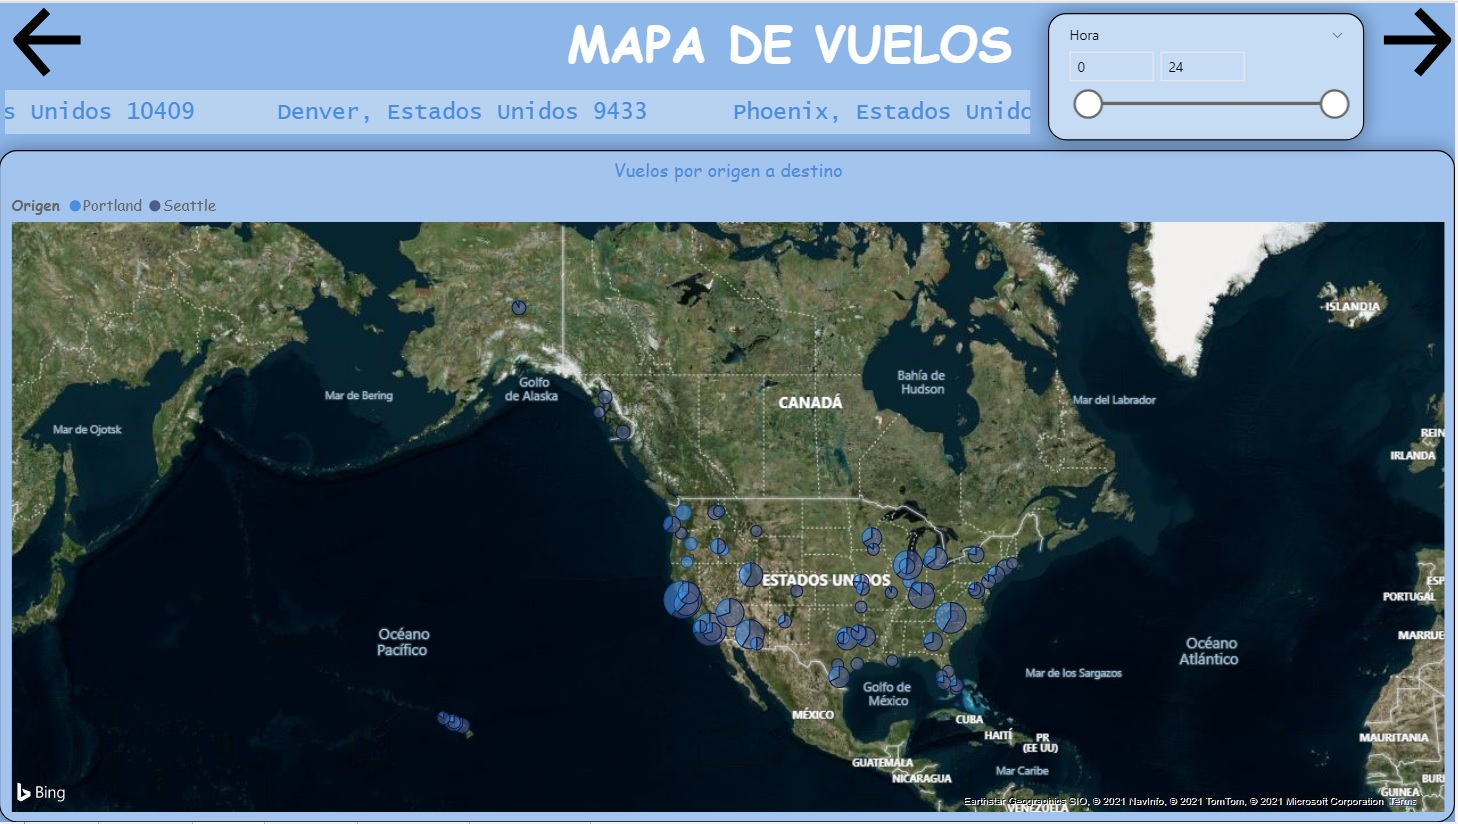 MAPA DE VUELOS
Hora
0
24
s Unidos 10409
Denver, Estados Unidos 9433
Phoenix, Estados Unido
Vuelos por origen a destino
Origen
Portland
Seattle
ISLANDIA
Golfo
de Alaska
Bahía de
Hudson
Mar de Bering
CANADÁ
Mar del Labrador
Mar de Ojotsk
REIN
IRLANDA
ESTADOS UNIDOS
ESP
PORTUGAL
Océano
Pacífico
MARRUE
Océano
Atlántico
Mar de los Sargazos
Golfo de
México
MÉXICO
CUBA
HAITÍ
PR
(EE UU)
MAURITANIA
GUATEMALA
Mar Caribe
NICARAGUA
BUR
GUINEA
Bing
VENEZUELA
Earthstar Geographics SIO, © 2021 NavInfo, © 2021 TomTom, © 2021 Microsoft Corporation Terms